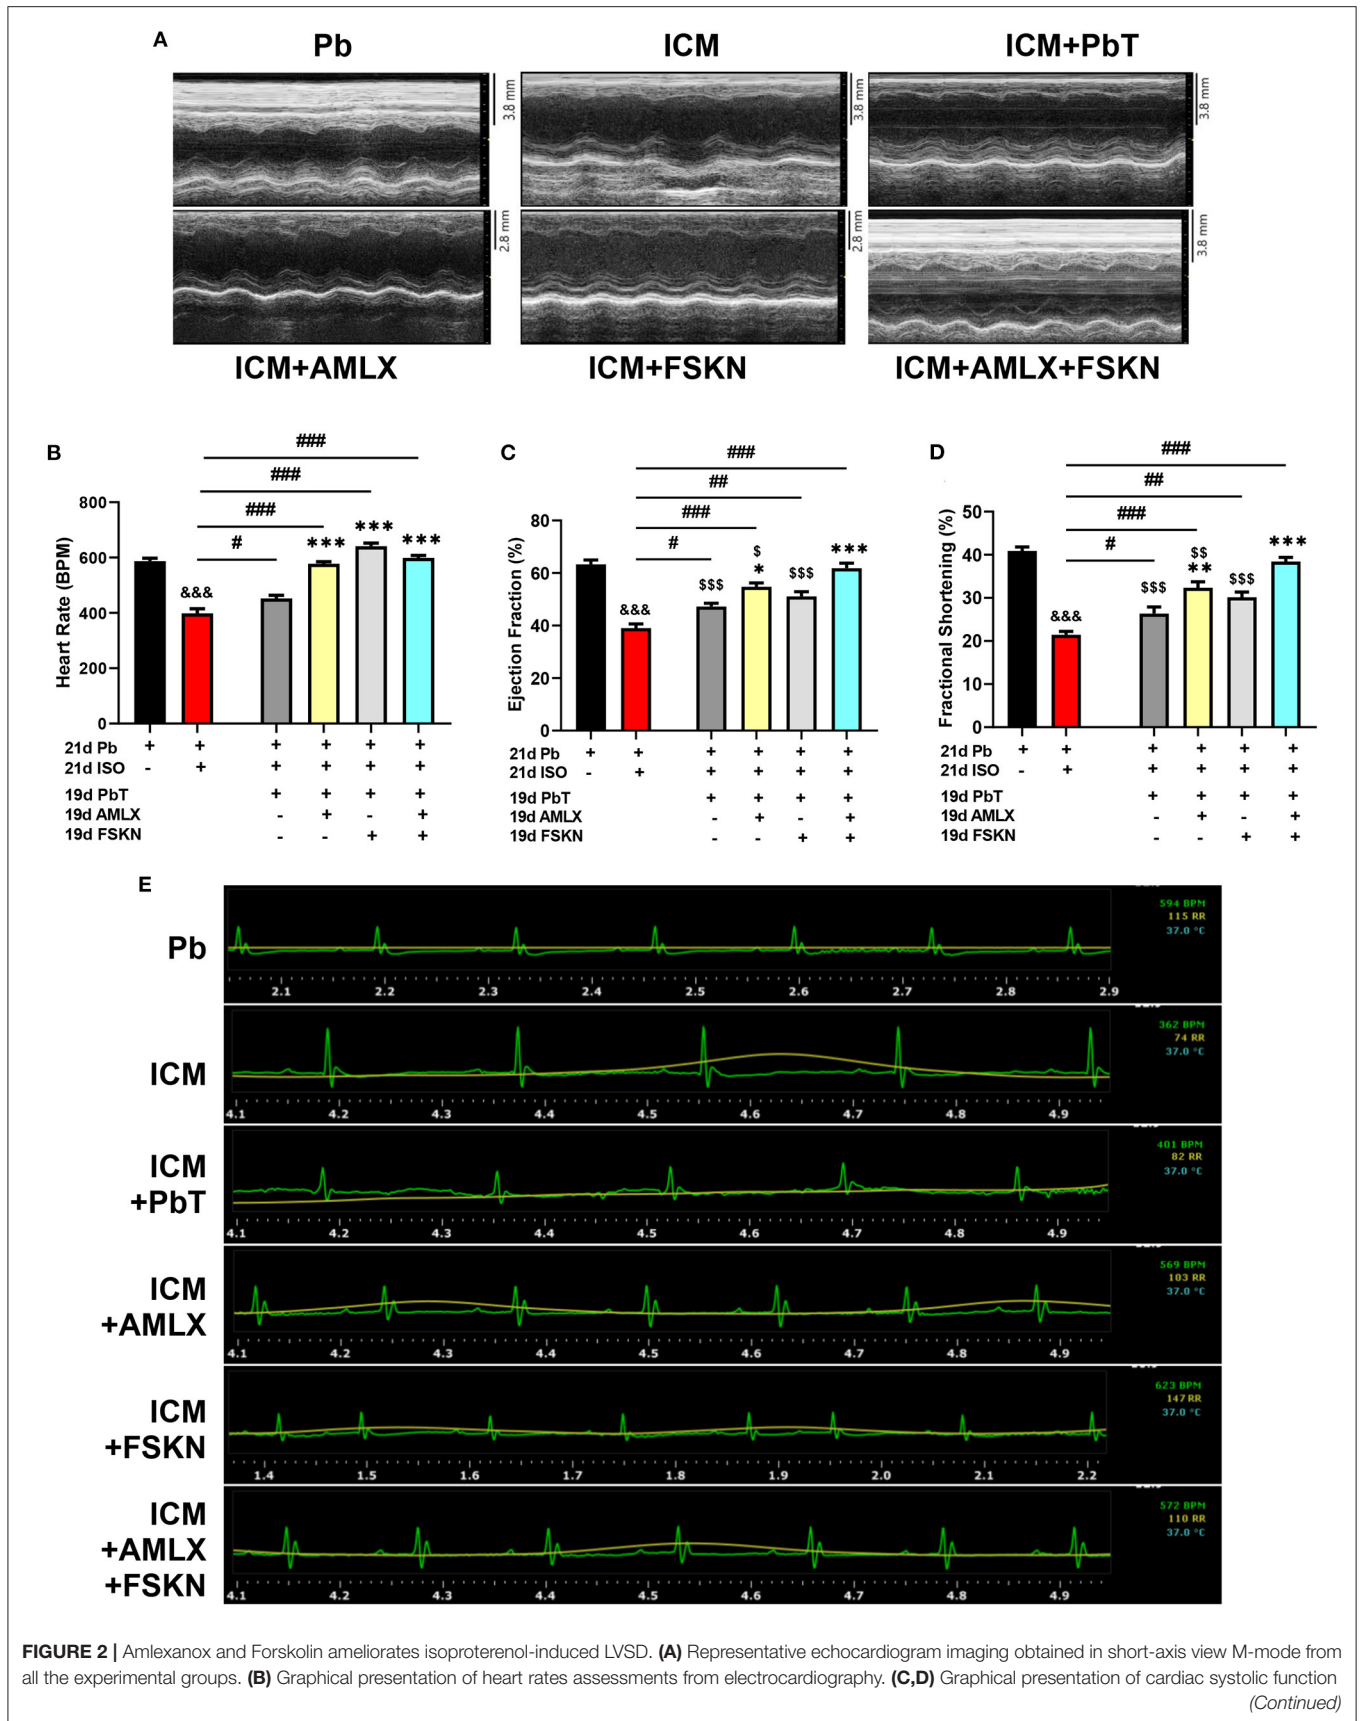 A
Pb
ICM
ICM+PbT
3.8 mm
3.8 mm
3.8 mm
2.8 mm
2.8 mm
3.8 mm
ICM+AMLX
ICM+FSKN
ICM+AMLX+FSKN
B
###
###
###
#
Heart Rate (BPM)
800
600
400
200
0
&&&
***
***
***
21d Pb + + + + + +
21d ISO - + + + + +
19d PbT + + + +
19d AMLX - + - +
19d FSKN - - + +
C
###
##
###
#
Ejection Fraction (%)
80
60
40
20
0
&&&
$$$
$
*
$$$
***
21d Pb + + + + + +
21d ISO - + + + + +
19d PbT + + + +
19d AMLX - + - +
19d FSKN - - + +
D
###
##
###
#
Fractional Shortening (%)
50
40
30
20
10
0
&&&
$$$
$$
**
$$$
***
21d Pb + + + + + +
21d ISO - + + + + +
19d PbT + + + +
19d AMLX - + - +
19d FSKN - - + +
E
Pb
594 BPM
115 RR
37.0 °C
2.1 2.2 2.3 2.4 2.5 2.6 2.7 2.8 2.9
ICM
362 BPM
74 RR
37.0 °C
4.1 4.2 4.3 4.4 4.5 4.6 4.7 4.8 4.9
ICM
+PbT
401 BPM
82 RR
37.0 °C
4.1 4.2 4.3 4.4 4.5 4.6 4.7 4.8 4.9
ICM
+AMLX
569 BPM
103 RR
37.0 °C
4.1 4.2 4.3 4.4 4.5 4.6 4.7 4.8 4.9
ICM
+FSKN
623 BPM
147 RR
37.0 °C
1.4 1.5 1.6 1.7 1.8 1.9 2.0 2.1 2.2
ICM
+AMLX
+FSKN
572 BPM
110 RR
37.0 °C
4.1 4.2 4.3 4.4 4.5 4.6 4.7 4.8 4.9
FIGURE 2 | Amlexanox and Forskolin ameliorates isoproterenol-induced LVSD. (A) Representative echocardiogram imaging obtained in short-axis view M-mode from
all the experimental groups. (B) Graphical presentation of heart rates assessments from electrocardiography. (C,D) Graphical presentation of cardiac systolic function
(Continued)